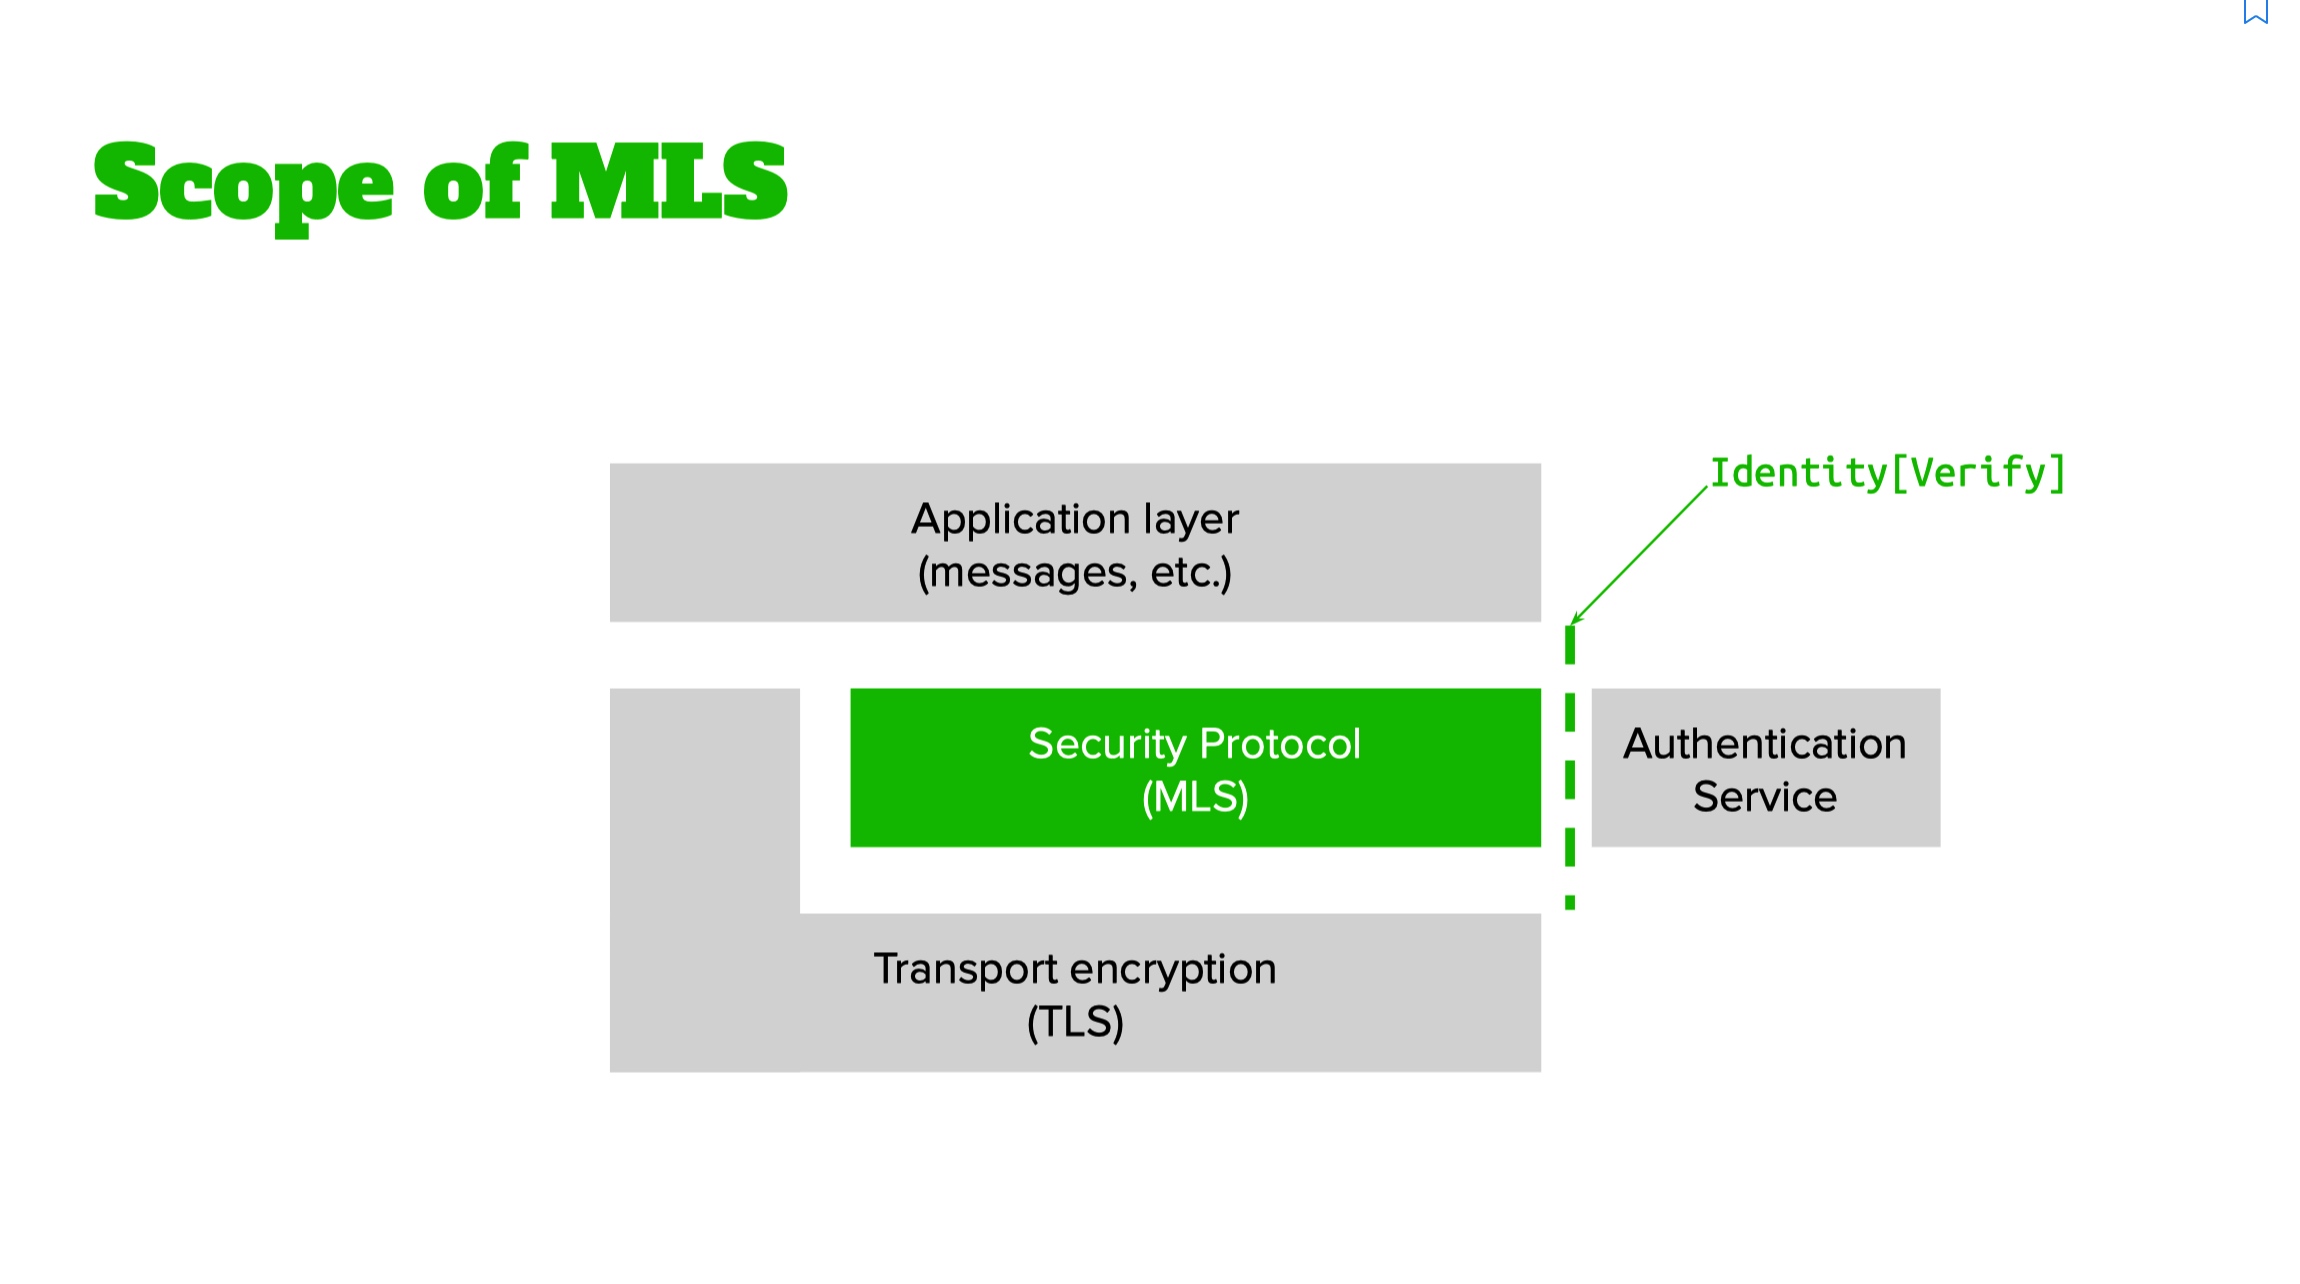 Scope of MLS
Identity[Verify]
Application layer
(messages, etc.)
Security Protocol
(MLS)
Authentication
Service
Transport encryption
(TLS)